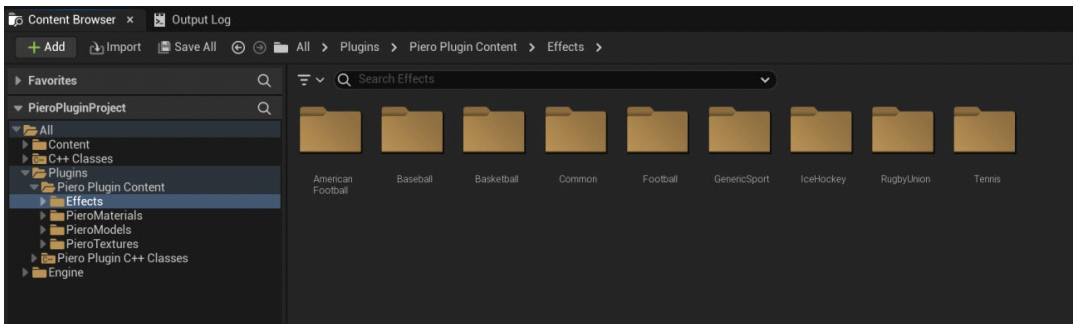 Content Browser
Output Log
Add Import Save All All Plugins Piero Plugin Content Effects
Favorites
PieroPluginProject
All
Content
C++ Classes
Plugins
Piero Plugin Content
Effects
PieroMaterials
PieroModels
PieroTextures
Piero Plugin C++ Classes
Engine
Search Effects
American
Football
Baseball
Basketball
Common
Football
GenericSport
IceHockey
RugbyUnion
Tennis